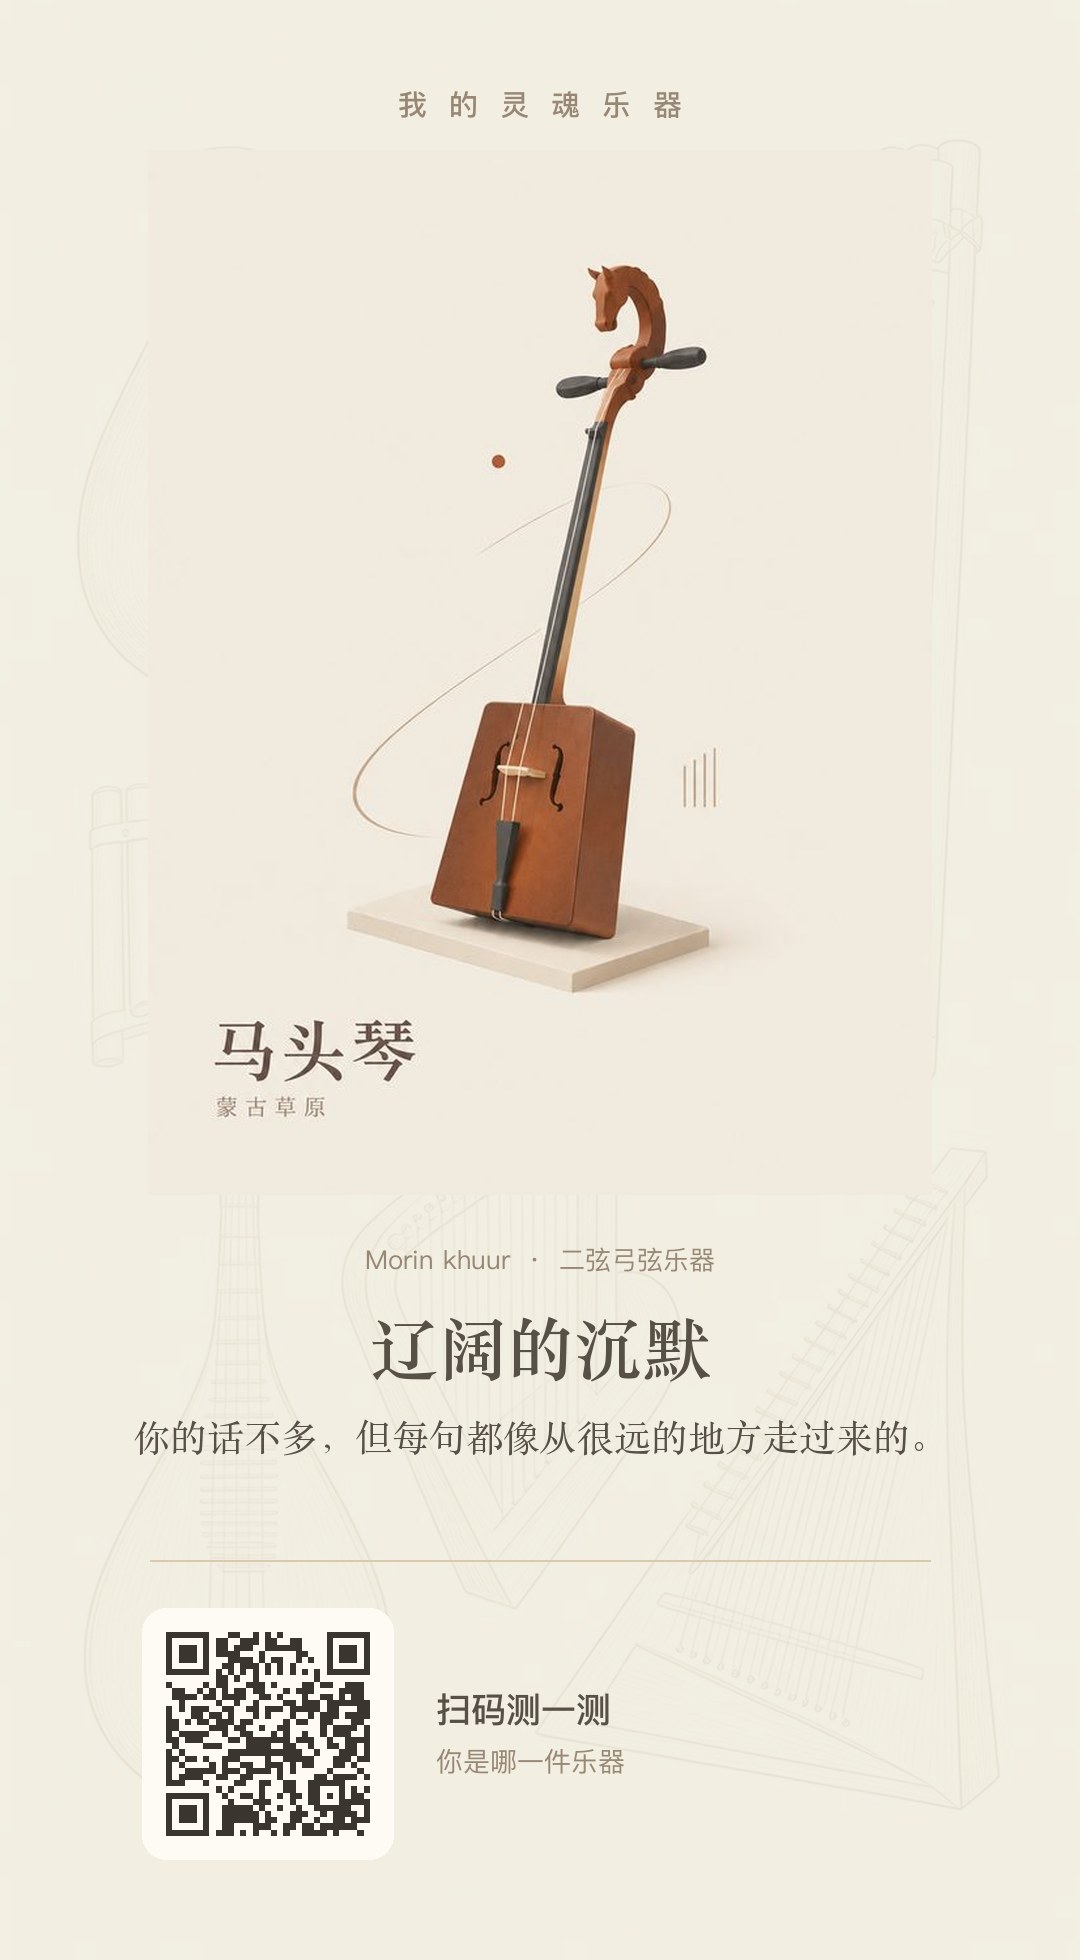 我的灵魂乐器
马头琴
蒙古草原
Morin khuur · 二弦弓弦乐器
辽阔的沉默
你的话不多，但每句都像从很远的地方走过来的。
扫码测一测
你是哪一件乐器